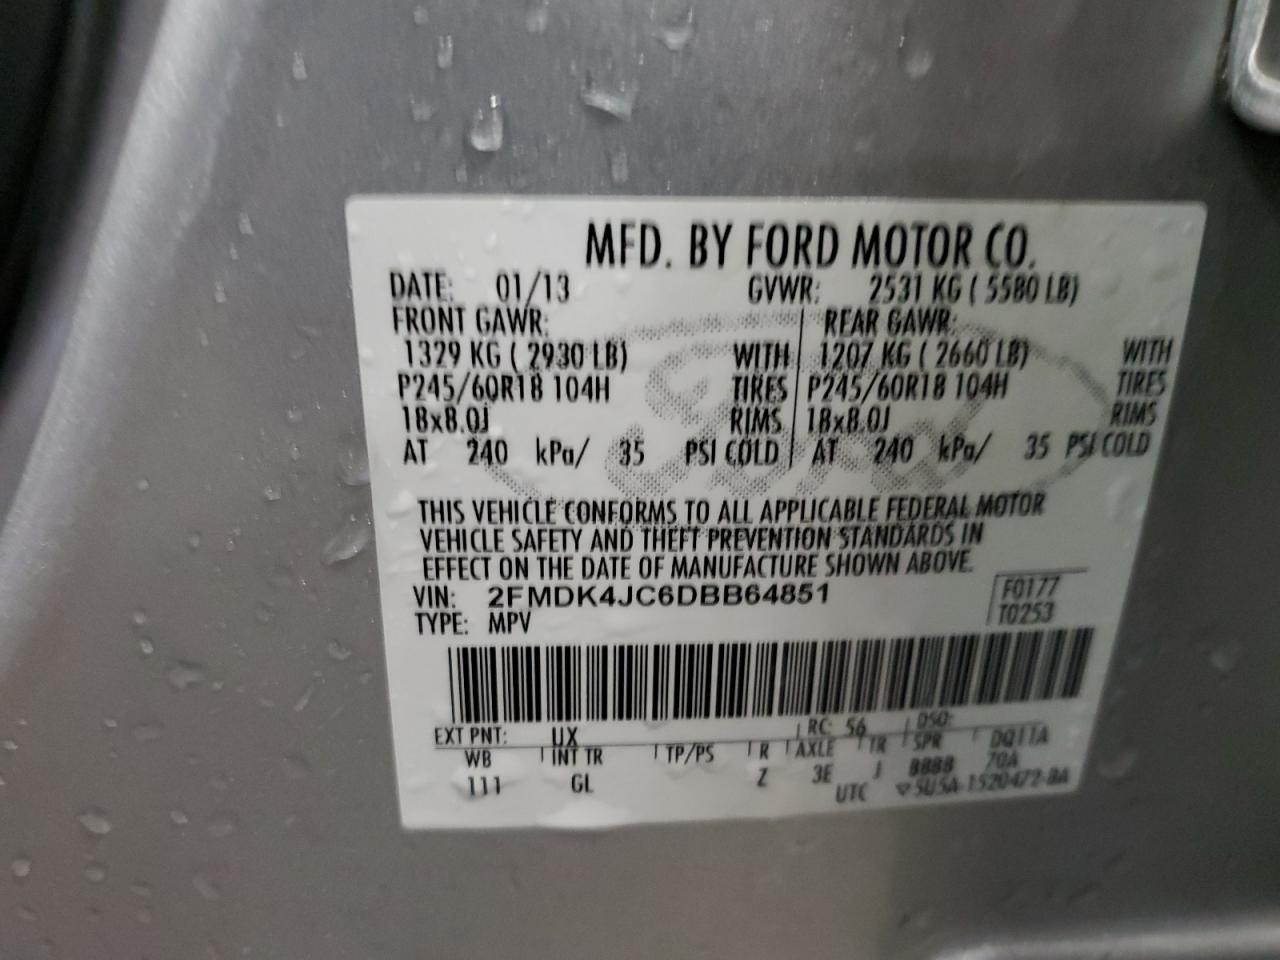 MFD. BY FORD MOTOR CO.
DATE: 01/13 GVWR: 2531 KG ( 5580 LB)
FRONT GAWR: REAR GAWR:
1329 KG ( 2930 LB) WITH 1207 KG ( 2660 LB) WITH
P245/60R18 104H TIRES P245/60R18 104H TIRES
18x8.0J RIMS 18x8.0J RIMS
AT 240 kPa/ 35 PSI COLD AT 240 kPa/ 35 PSI COLD
THIS VEHICLE CONFORMS TO ALL APPLICABLE FEDERAL MOTOR
VEHICLE SAFETY AND THEFT PREVENTION STANDARDS IN
EFFECT ON THE DATE OF MANUFACTURE SHOWN ABOVE.
VIN: 2FMDK4JC6DBB64851 F0177
TYPE: MPV T0253
EXT PNT: UX RC: 56 DSO:
WB INT TR TP/PS R AXLE TR SPR DQ11A
111 GL Z 3E J BBBB 70A
UTC ▽5U5A-1520472-BA